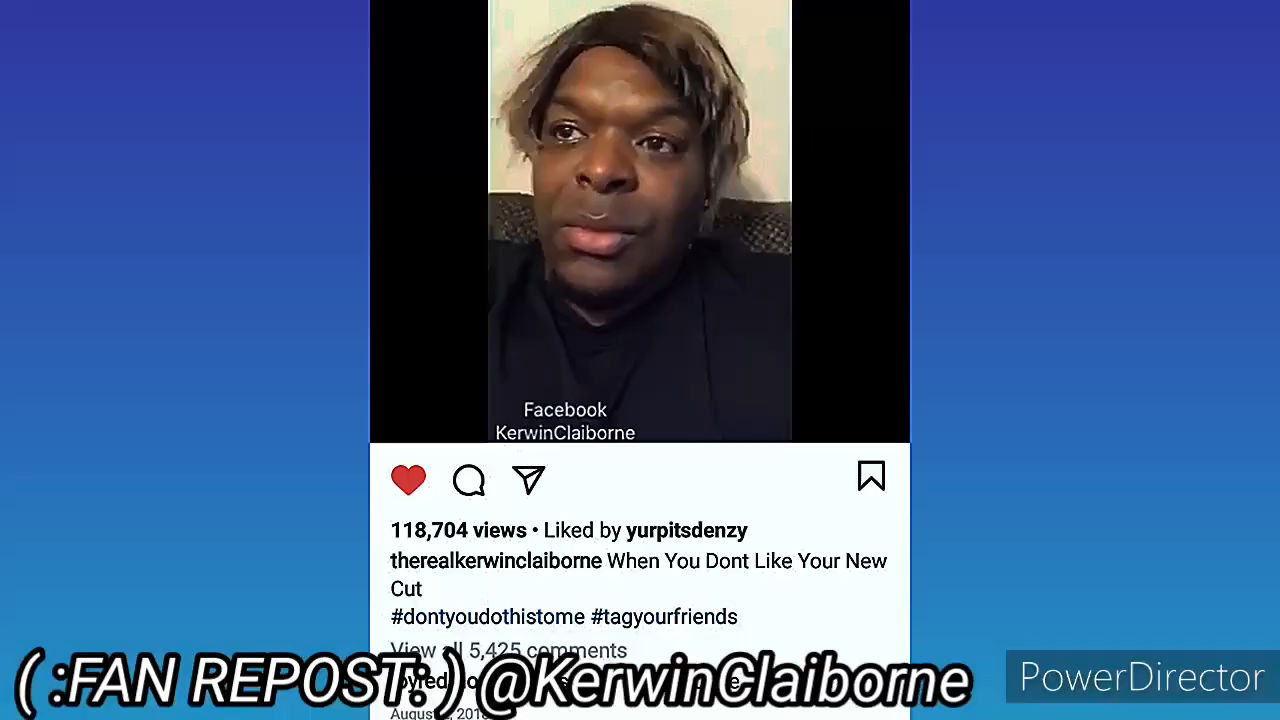 Facebook
KerwinClaiborne
118,704 views • Liked by yurpitsdenzy
therealkerwinclaiborne When You Dont Like Your New
Cut
#dontyoudothistome #tagyourfriends
View all 5,425 comments
(:FAN REPOST:) @KerwinClaiborne
PowerDirector